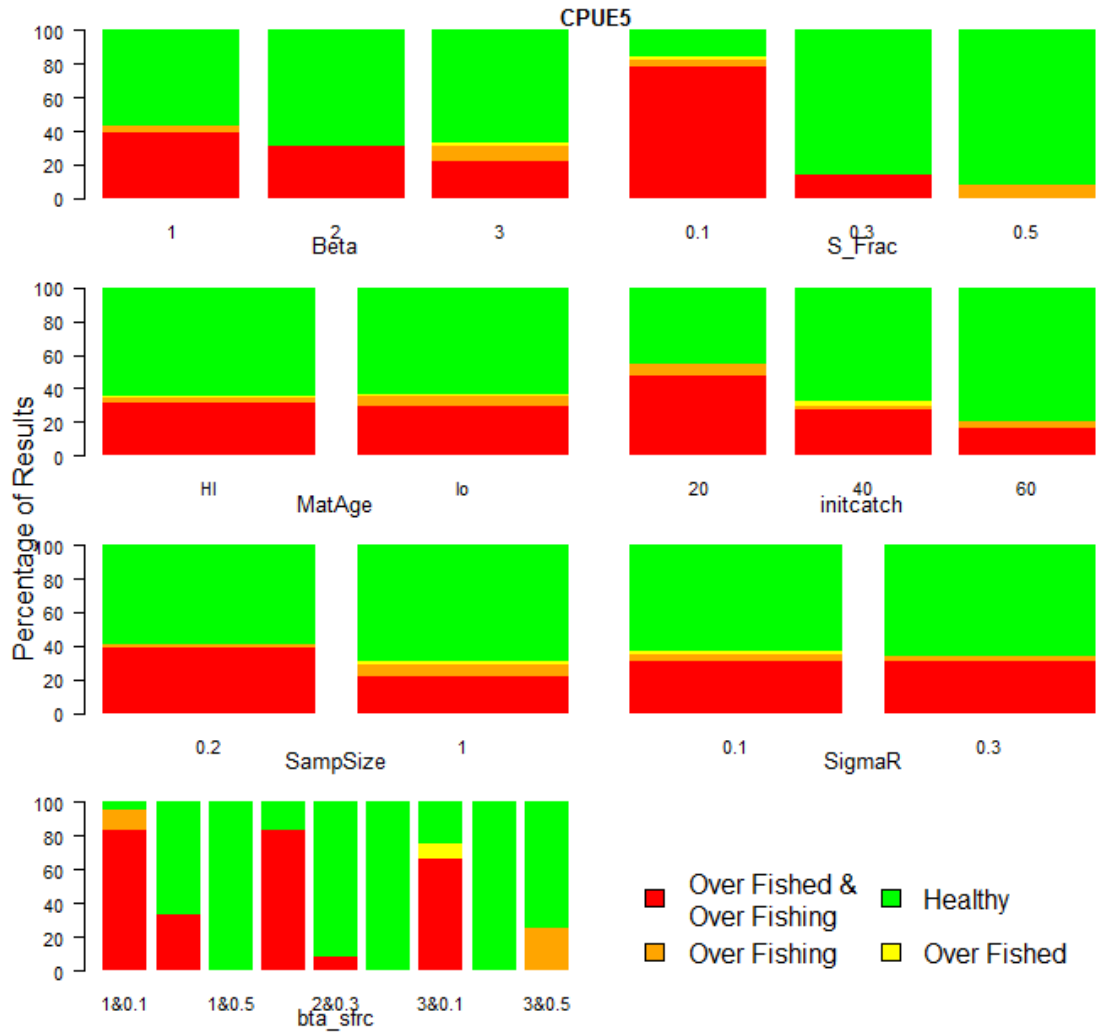 CPUE5
100
80
60
40
20
0
1 2 3
Beta
0.1 0.3 0.5
S_Frac
Percentage of Results
100
80
60
40
20
0
HI lo
MatAge
20 40 60
initcatch
100
80
60
40
20
0
0.2 1
SampSize
0.1 0.3
SigmaR
100
80
60
40
20
0
1&0.1 1&0.5 2&0.3 3&0.1 3&0.5
bta_sfrc
Over Fished &
Over Fishing
Healthy
Over Fishing
Over Fished